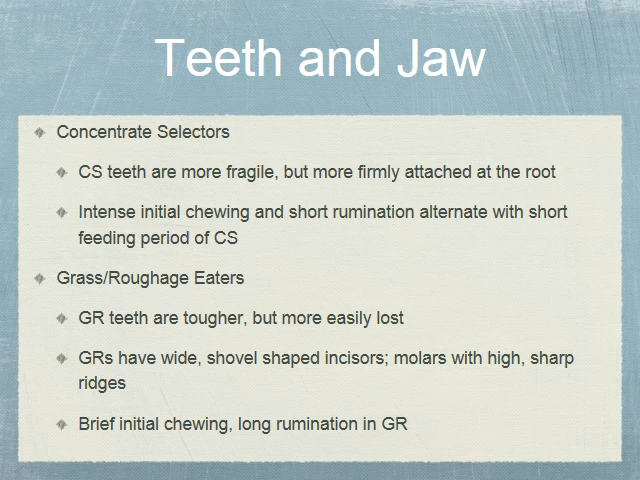 Teeth and Jaw
Concentrate Selectors
CS teeth are more fragile, but more firmly attached at the root
Intense initial chewing and short rumination alternate with short
feeding period of CS
Grass/Roughage Eaters
GR teeth are tougher, but more easily lost
GRs have wide, shovel shaped incisors; molars with high, sharp
ridges
Brief initial chewing, long rumination in GR